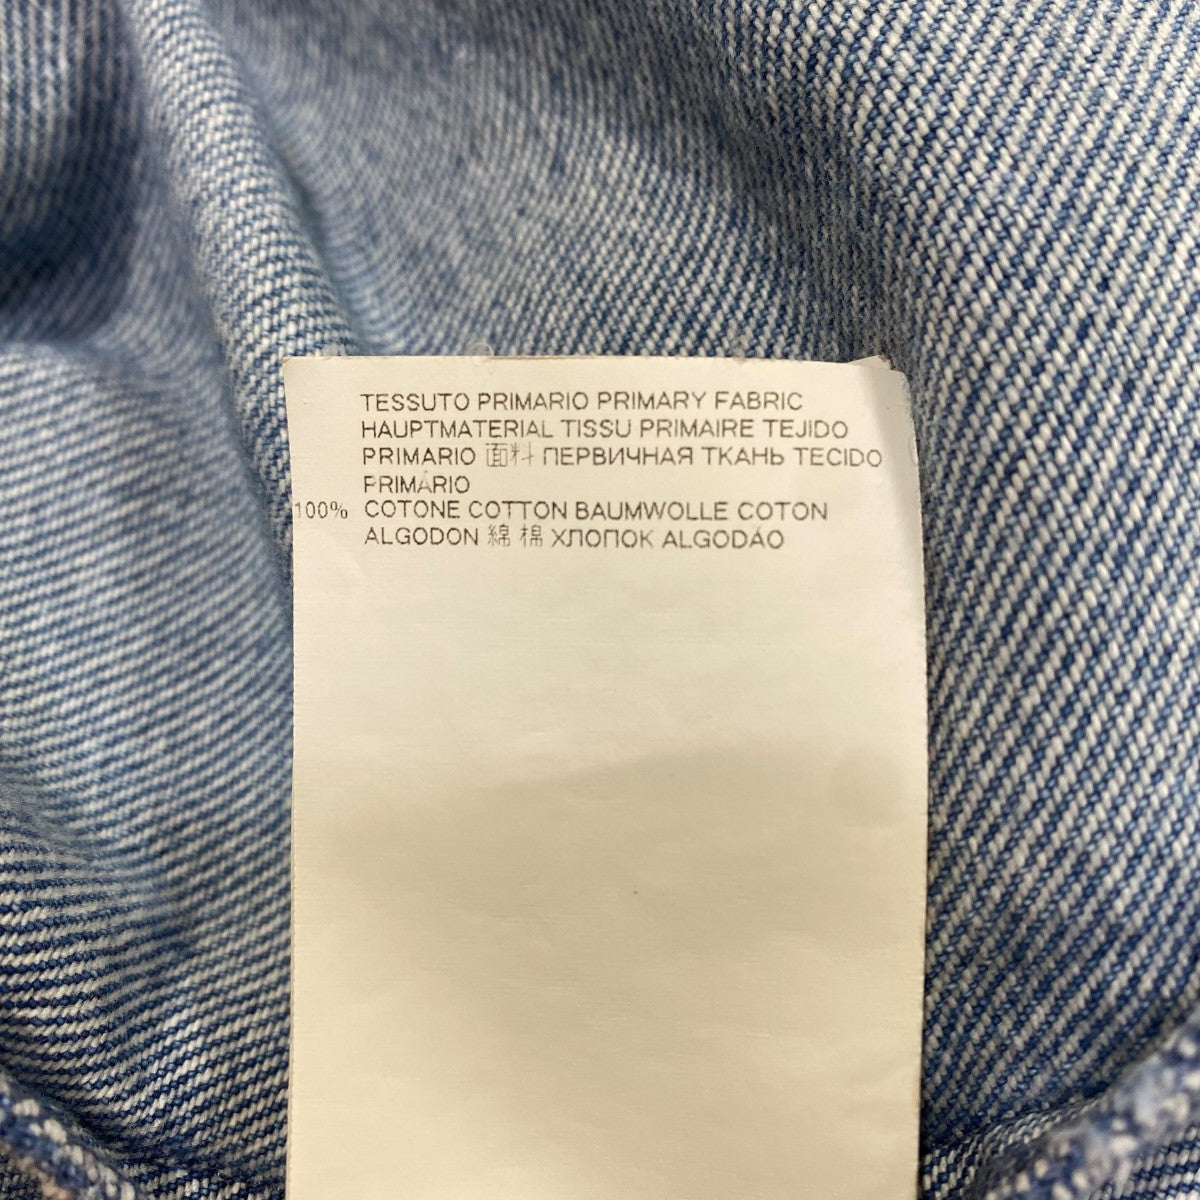 TESSUTO PRIMARIO PRIMARY FABRIC
HAUPTMATERIAL TISSU PRIMAIRE TEJIDO
PRIMARIO 面料 ПЕРВИЧНАЯ ТКАНЬ TECIDO
PRIMÁRIO
100% COTONE COTTON BAUMWOLLE COTON
ALGODON 綿 棉 ХЛОПОК ALGODÃO